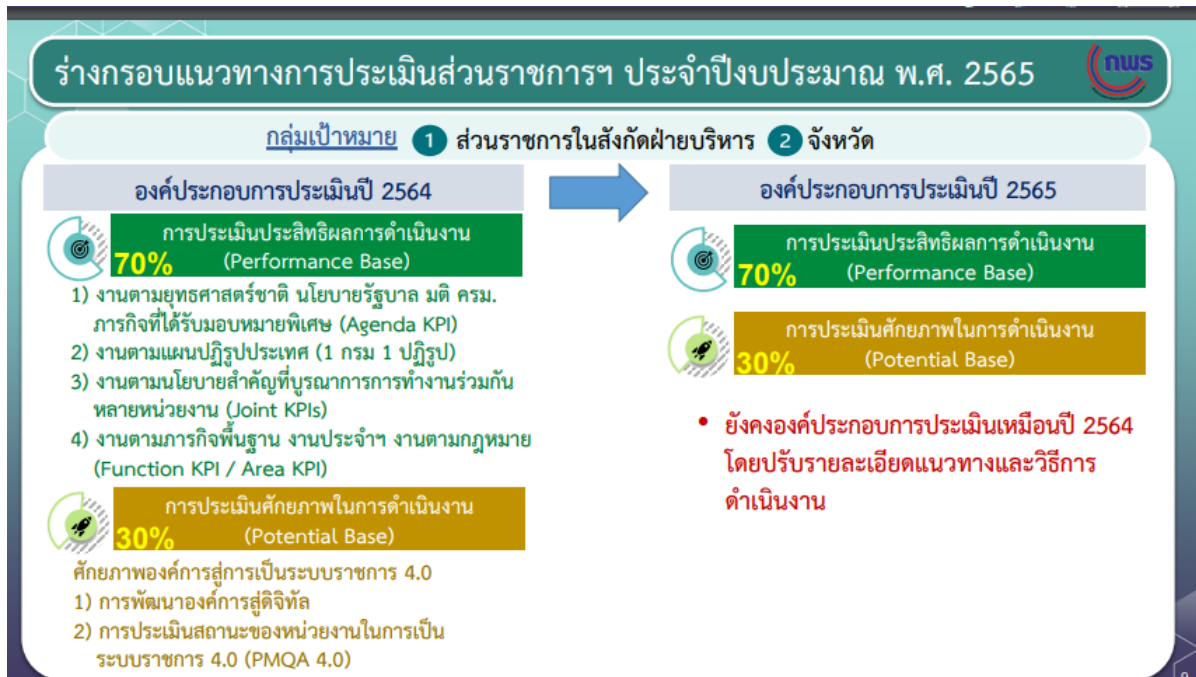 ร่างกรอบแนวทางการประเมินส่วนราชการฯ ประจำปีงบประมาณ พ.ศ. 2565
กพร
กลุ่มเป้าหมาย 1 ส่วนราชการในสังกัดฝ่ายบริหาร 2 จังหวัด
องค์ประกอบการประเมินปี 2564
การประเมินประสิทธิผลการดำเนินงาน
70% (Performance Base)
1) งานตามยุทธศาสตร์ชาติ นโยบายรัฐบาล มติ ครม.
ภารกิจที่ได้รับมอบหมายพิเศษ (Agenda KPI)
2) งานตามแผนปฏิรูปประเทศ (1 กรม 1 ปฏิรูป)
3) งานตามนโยบายสำคัญที่บูรณาการการทำงานร่วมกัน
หลายหน่วยงาน (Joint KPIs)
4) งานตามภารกิจพื้นฐาน งานประจำฯ งานตามกฎหมาย
(Function KPI / Area KPI)
การประเมินศักยภาพในการดำเนินงาน
30% (Potential Base)
ศักยภาพองค์การสู่การเป็นระบบราชการ 4.0
1) การพัฒนาองค์การสู่ดิจิทัล
2) การประเมินสถานะของหน่วยงานในการเป็น
ระบบราชการ 4.0 (PMQA 4.0)
องค์ประกอบการประเมินปี 2565
การประเมินประสิทธิผลการดำเนินงาน
70% (Performance Base)
การประเมินศักยภาพในการดำเนินงาน
30% (Potential Base)
• ยังคงองค์ประกอบการประเมินเหมือนปี 2564
โดยปรับรายละเอียดแนวทางและวิธีการ
ดำเนินงาน